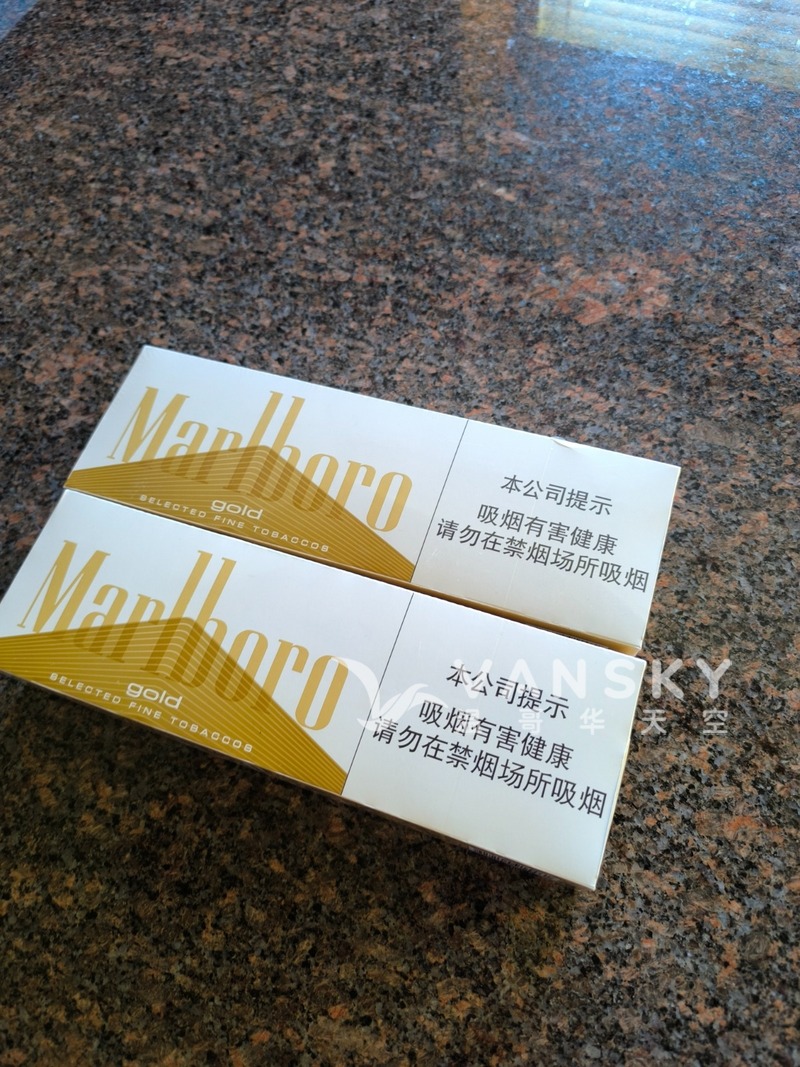 Marlboro
gold
SELECTED FINE TOBACCOS
本公司提示
吸烟有害健康
请勿在禁烟场所吸烟
Marlboro
gold
SELECTED FINE TOBACCOS
本公司提示
吸烟有害健康
请勿在禁烟场所吸烟
VANSKY
哥华天空